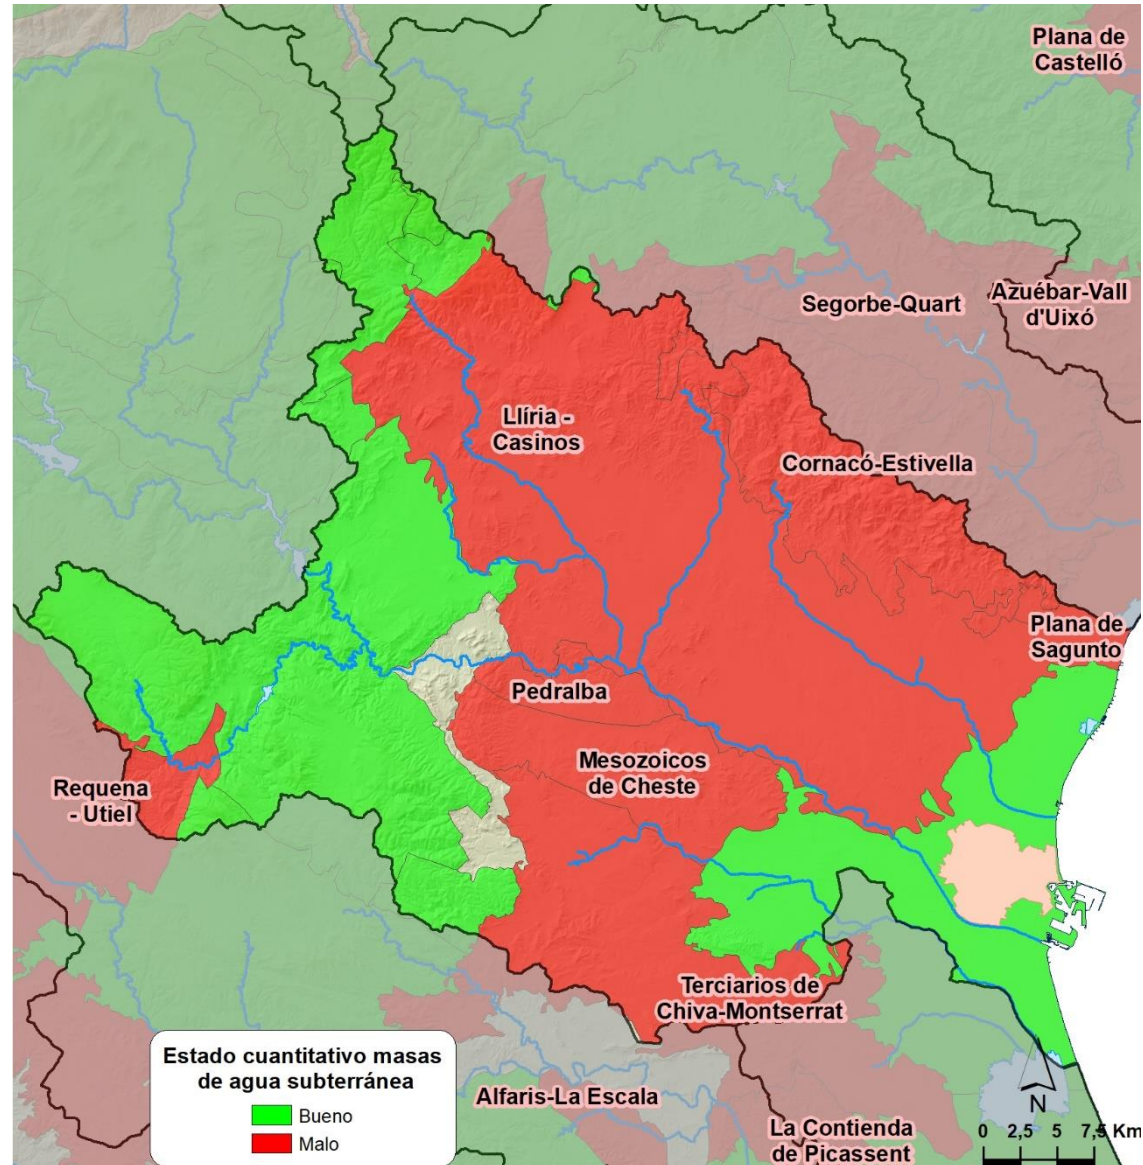 Plana de
Castelló
Segorbe-Quart
Azuébar-Vall
d'Uixó
Llíria -
Casinos
Cornacó-Estivella
Plana de
Sagunto
Pedralba
Mesozoicos
de Cheste
Requena
- Utiel
Terciarios de
Chiva-Montserrat
Estado cuantitativo masas
de agua subterránea
Bueno
Malo
Alfaris-La Escala
La Contienda
de Picassent
N
0 2,5 5 7,5 Km